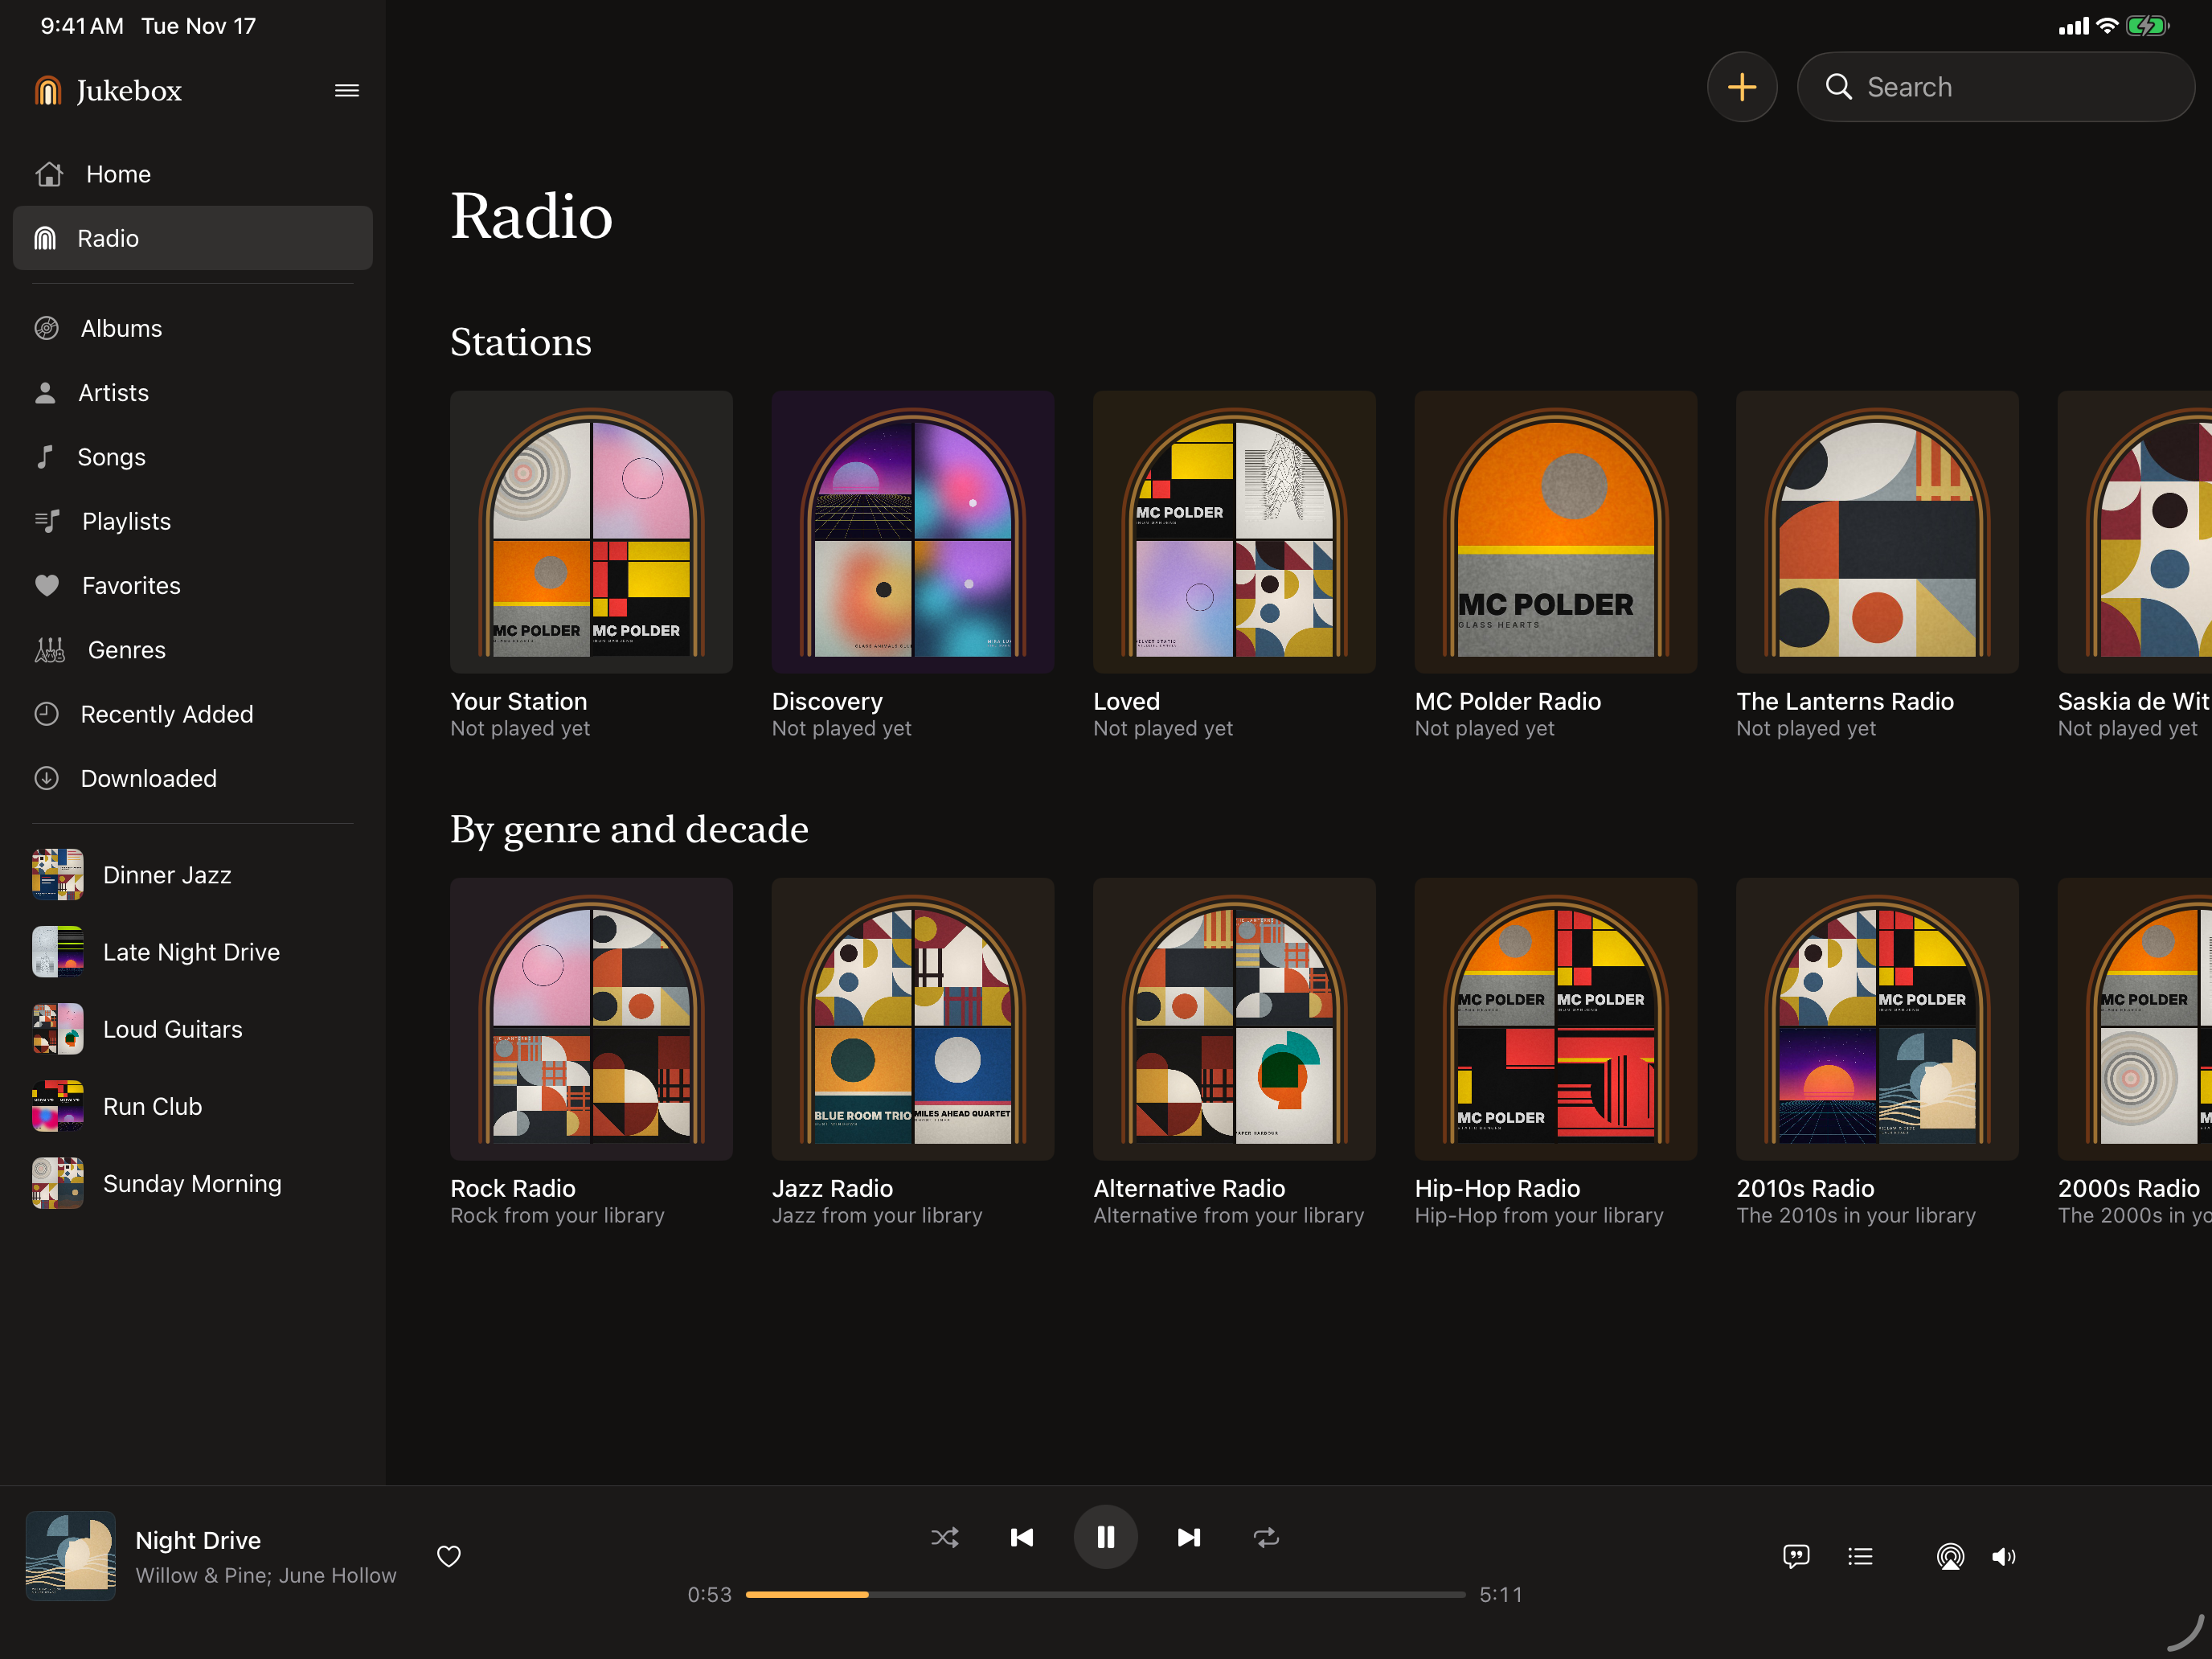 9:41 AM Tue Nov 17
Jukebox
Search
Home
Radio
Albums
Artists
Songs
Playlists
Favorites
Genres
Recently Added
Downloaded
Dinner Jazz
Late Night Drive
Loud Guitars
Run Club
Sunday Morning
Radio
Stations
MC POLDER
MC POLDER
MC POLDER
MC POLDER
GLASS HEARTS
Your Station
Not played yet
Discovery
Not played yet
Loved
Not played yet
MC Polder Radio
Not played yet
The Lanterns Radio
Not played yet
Saskia de Wit
Not played yet
By genre and decade
BLUE ROOM TRIO
MILES AHEAD QUARTET
PAPER HARBOUR
MC POLDER
MC POLDER
MC POLDER
MC POLDER
MC POLDER
Rock Radio
Rock from your library
Jazz Radio
Jazz from your library
Alternative Radio
Alternative from your library
Hip-Hop Radio
Hip-Hop from your library
2010s Radio
The 2010s in your library
2000s Radio
The 2000s in
Night Drive
Willow & Pine; June Hollow
0:53
5:11